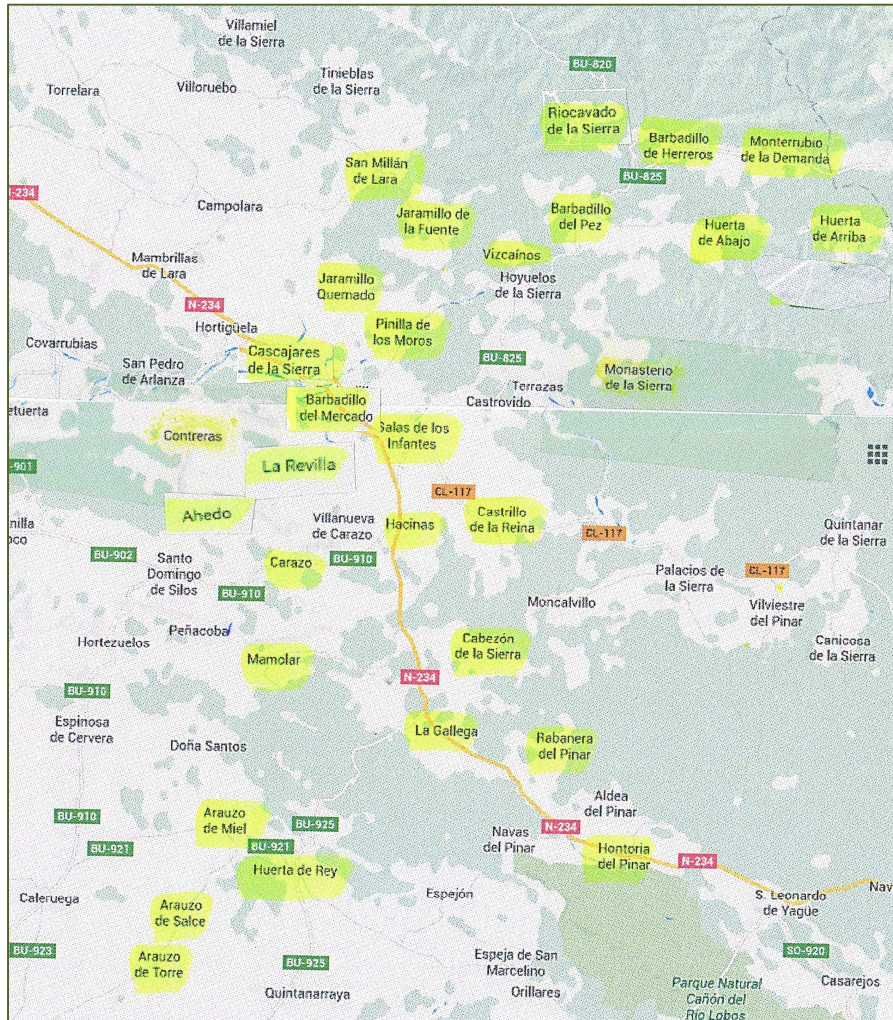 Villamiel
de la Sierra
BU-820
Torrelara
Villoruebo
Tinieblas
de la Sierra
Riocavado
de la Sierra
Barbadillo
de Herreros
Monterrubio
de la Demanda
San Millán
de Lara
BU-825
-234
Campolara
Jaramillo de
la Fuente
Barbadillo
del Pez
Huerta
de Abajo
Huerta
de Arriba
Mambrillas
de Lara
Vizcaínos
Hoyuelos
de la Sierra
Jaramillo
Quemado
N-234
Hortigüela
Pinilla de
los Moros
Covarrubias
San Pedro
de Arlanza
Cascajares
de la Sierra
BU-825
Monasterio
de la Sierra
Terrazas
Castrovido
Barbadillo
del Mercado
etuerta
Contreras
Salas de los
Infantes
La Revilla
-901
CL-117
Ahedo
Villanueva
de Carazo
Hacinas
Castrillo
de la Reina
CL-117
Quintanar
de la Sierra
nilla
oco
BU-902
Santo
Domingo
de Silos
Carazo
BU-910
BU-910
Palacios de
la Sierra
CL-117
Moncalvillo
Vilviestre
del Pinar
Hortezuelos
Peñacoba
Mamolar
Cabezón
de la Sierra
Canicosa
de la Sierra
N-234
BU-910
Espinosa
de Cervera
Doña Santos
La Gallega
Rabanera
del Pinar
Aldea
del Pinar
BU-910
Arauzo
de Miel
BU-925
BU-921
BU-921
Navas
del Pinar
N-234
Hontoria
del Pinar
N-234
Huerta de Rey
Caleruega
Arauzo
de Salce
Espejón
S. Leonardo
de Yagüe
Nav
BU-923
Arauzo
de Torre
BU-925
Espeja de San
Marcelino
SO-920
Quintanarraya
Orillares
Parque Natural
Cañón del
Río Lobos
Casarejos